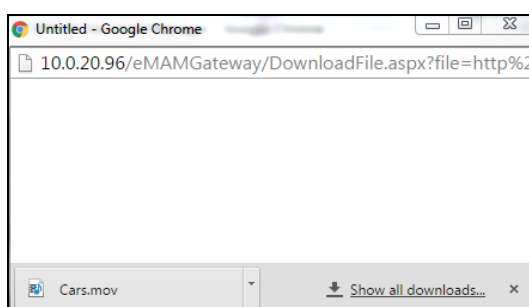 Untitled - Google Chrome
10.0.20.96/eMAMGateway/DownloadFile.aspx?file=http%2
Cars.mov
Show all downloads...